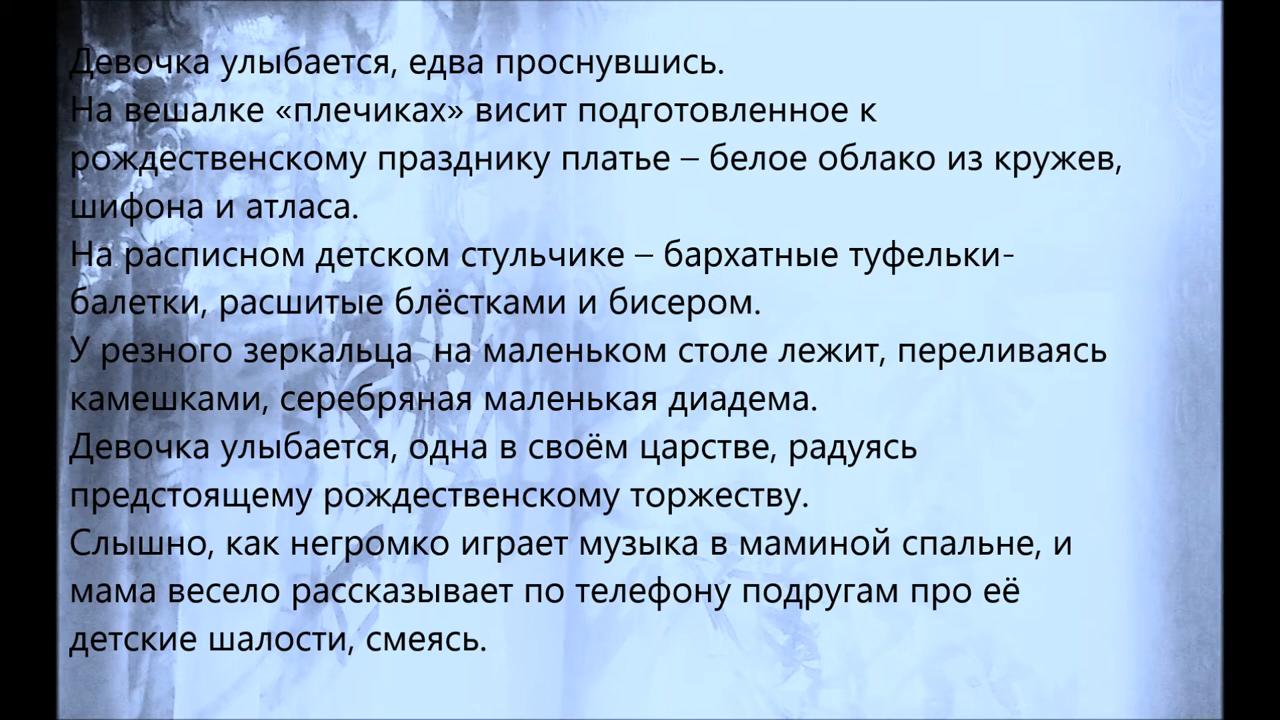 Девочка улыбается, едва проснувшись.
На вешалке «плечиках» висит подготовленное к
рождественскому празднику платье – белое облако из кружев,
шифона и атласа.
На расписном детском стульчике – бархатные туфельки-
балетки, расшитые блёстками и бисером.
У резного зеркальца  на маленьком столе лежит, переливаясь
камешками, серебряная маленькая диадема.
Девочка улыбается, одна в своём царстве, радуясь
предстоящему рождественскому торжеству.
Слышно, как негромко играет музыка в маминой спальне, и
мама весело рассказывает по телефону подругам про её
детские шалости, смеясь.